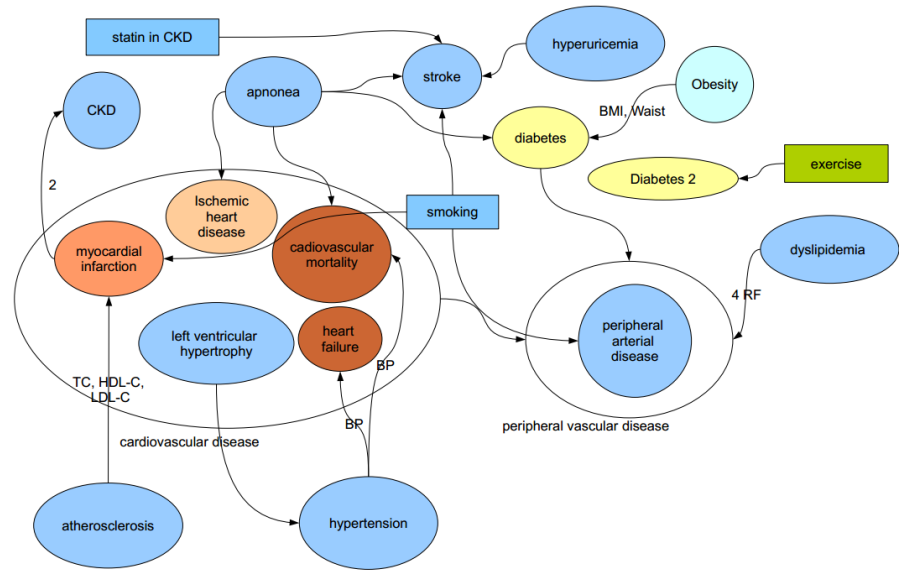 statin in CKD
hyperuricemia
stroke
apnonea
Obesity
CKD
BMI, Waist
diabetes
exercise
Diabetes 2
2
Ischemic
heart
disease
smoking
cadiovascular
mortality
myocardial
infarction
dyslipidemia
4 RF
peripheral
arterial
disease
left ventricular
hypertrophy
heart
failure
BP
TC, HDL-C,
LDL-C
BP
peripheral vascular disease
cardiovascular disease
atherosclerosis
hypertension